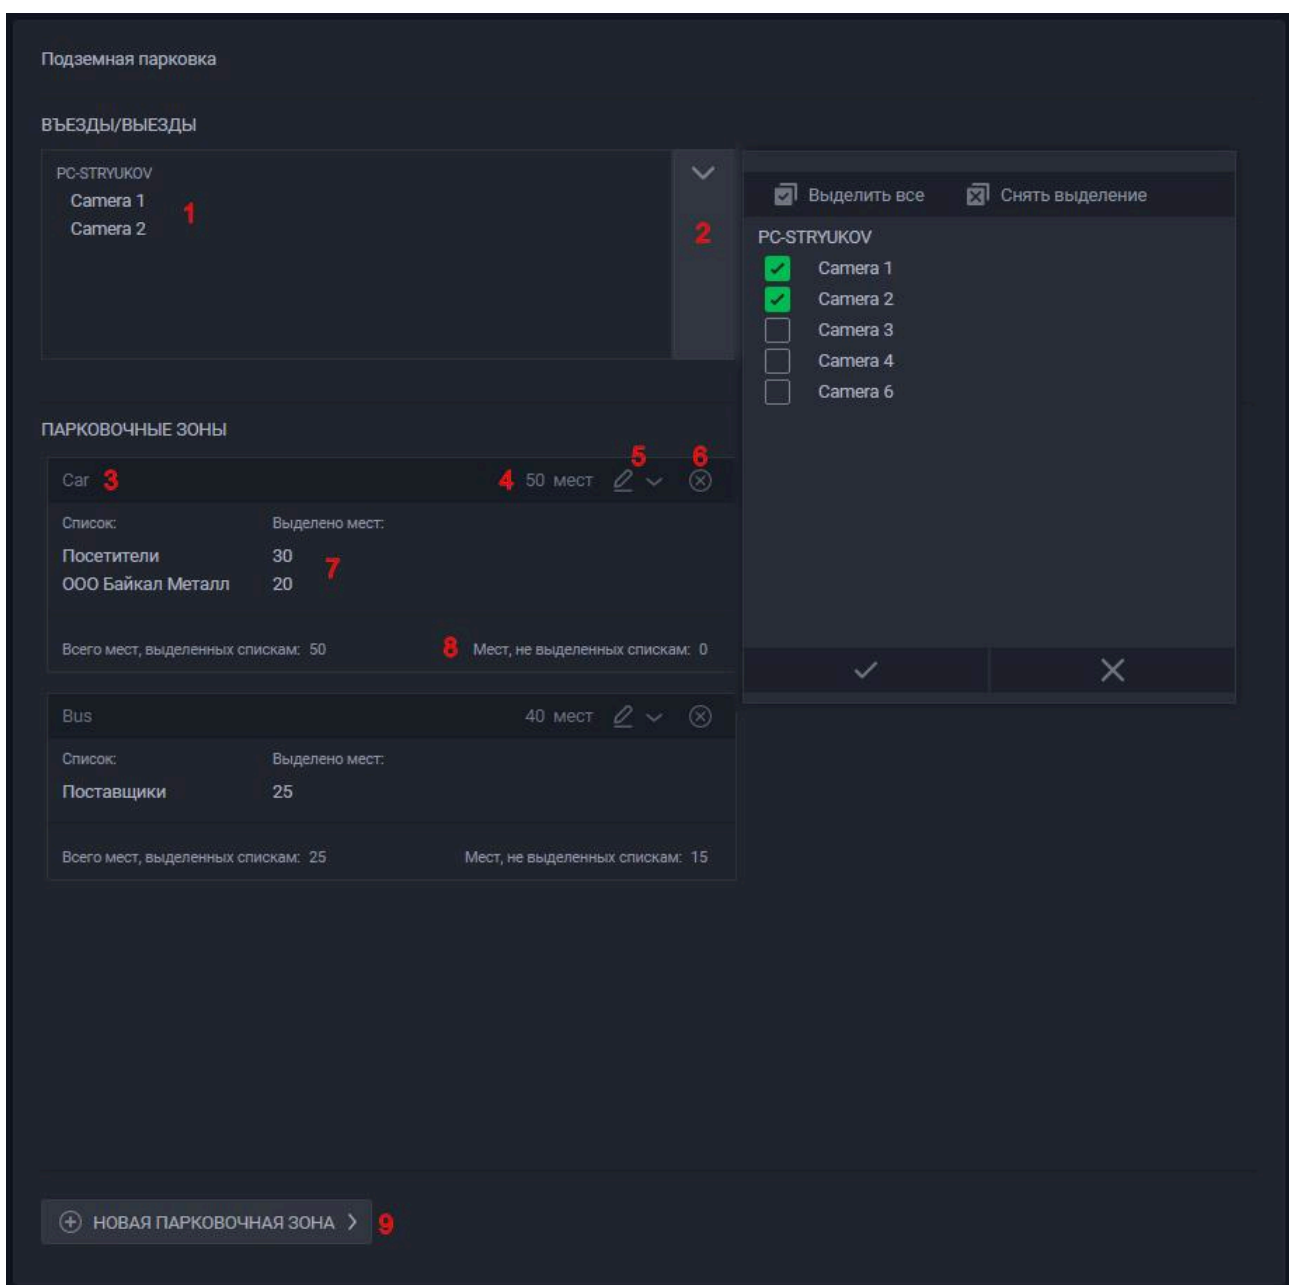 Подземная парковка
ВЪЕЗДЫ/ВЫЕЗДЫ
PC-STRYUKOV
Camera 1
Camera 2
1
2
Выделить все Снять выделение
PC-STRYUKOV
Camera 1
Camera 2
Camera 3
Camera 4
Camera 6
ПАРКОВОЧНЫЕ ЗОНЫ
5 6
Car 3 4 50 мест
Список: Выделено мест:
Посетители 30
ООО Байкал Металл 20
7
Всего мест, выделенных спискам: 50 8 Мест, не выделенных спискам: 0
Bus 40 мест
Список: Выделено мест:
Поставщики 25
Всего мест, выделенных спискам: 25 Мест, не выделенных спискам: 15
НОВАЯ ПАРКОВОЧНАЯ ЗОНА 9